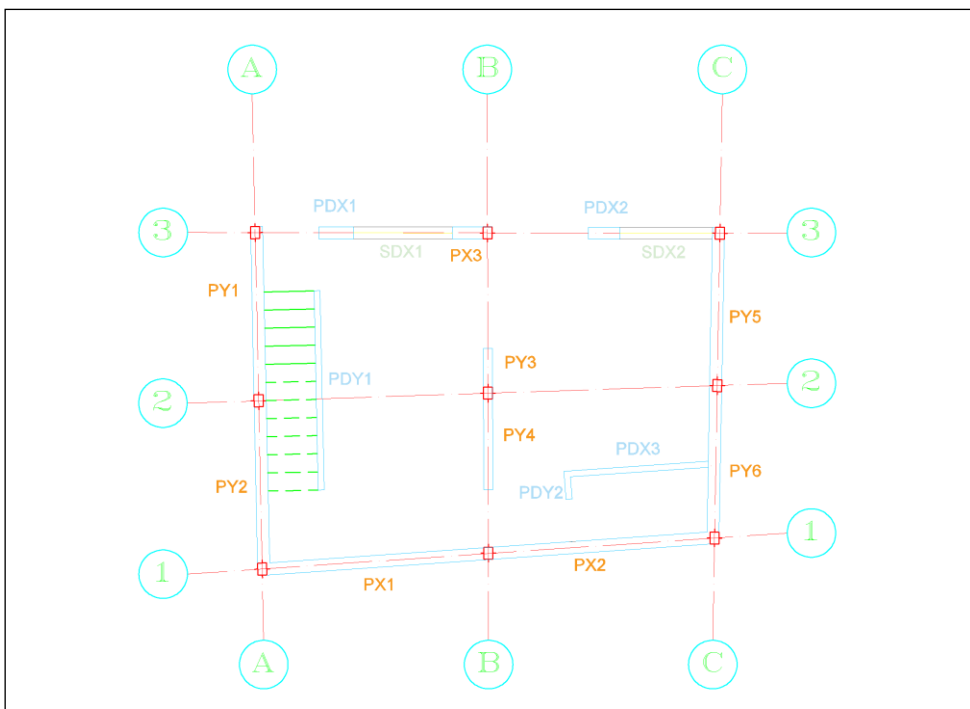 A B C
PDX1 PDX2
3 3
SDX1 PX3 SDX2
PY1 PY5
PY3
PDY1
2 2
PY4
PDX3
PY2 PDY2 PY6
1 1
PX1 PX2
A B C